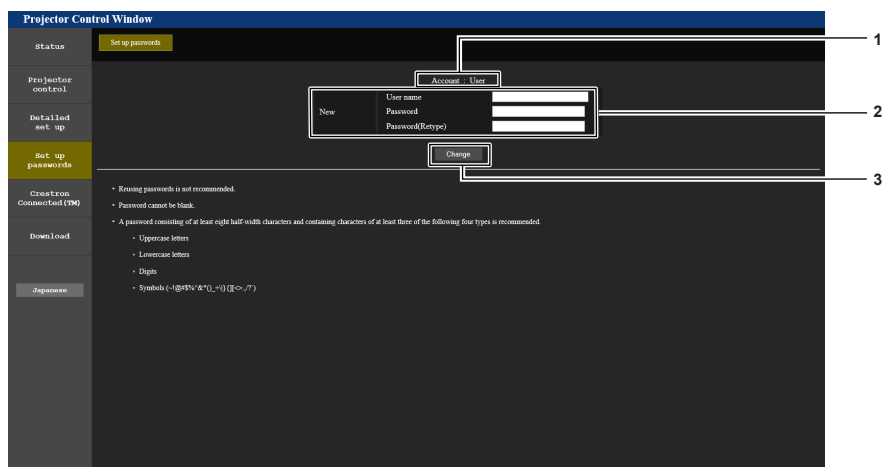 Projector Control Window
Status
Projector
control
Detailed
set up
Set up
passwords
Crestron
Connected(TM)
Download
Japanese
Set up passwords
Account : User
New
User name
Password
Password(Retype)
Change
• Reusing passwords is not recommended.
• Password cannot be blank.
• A password consisting of at least eight half-width characters and containing characters of at least three of the following four types is recommended.
• Uppercase letters
• Lowercase letters
• Digits
• Symbols
1
2
3